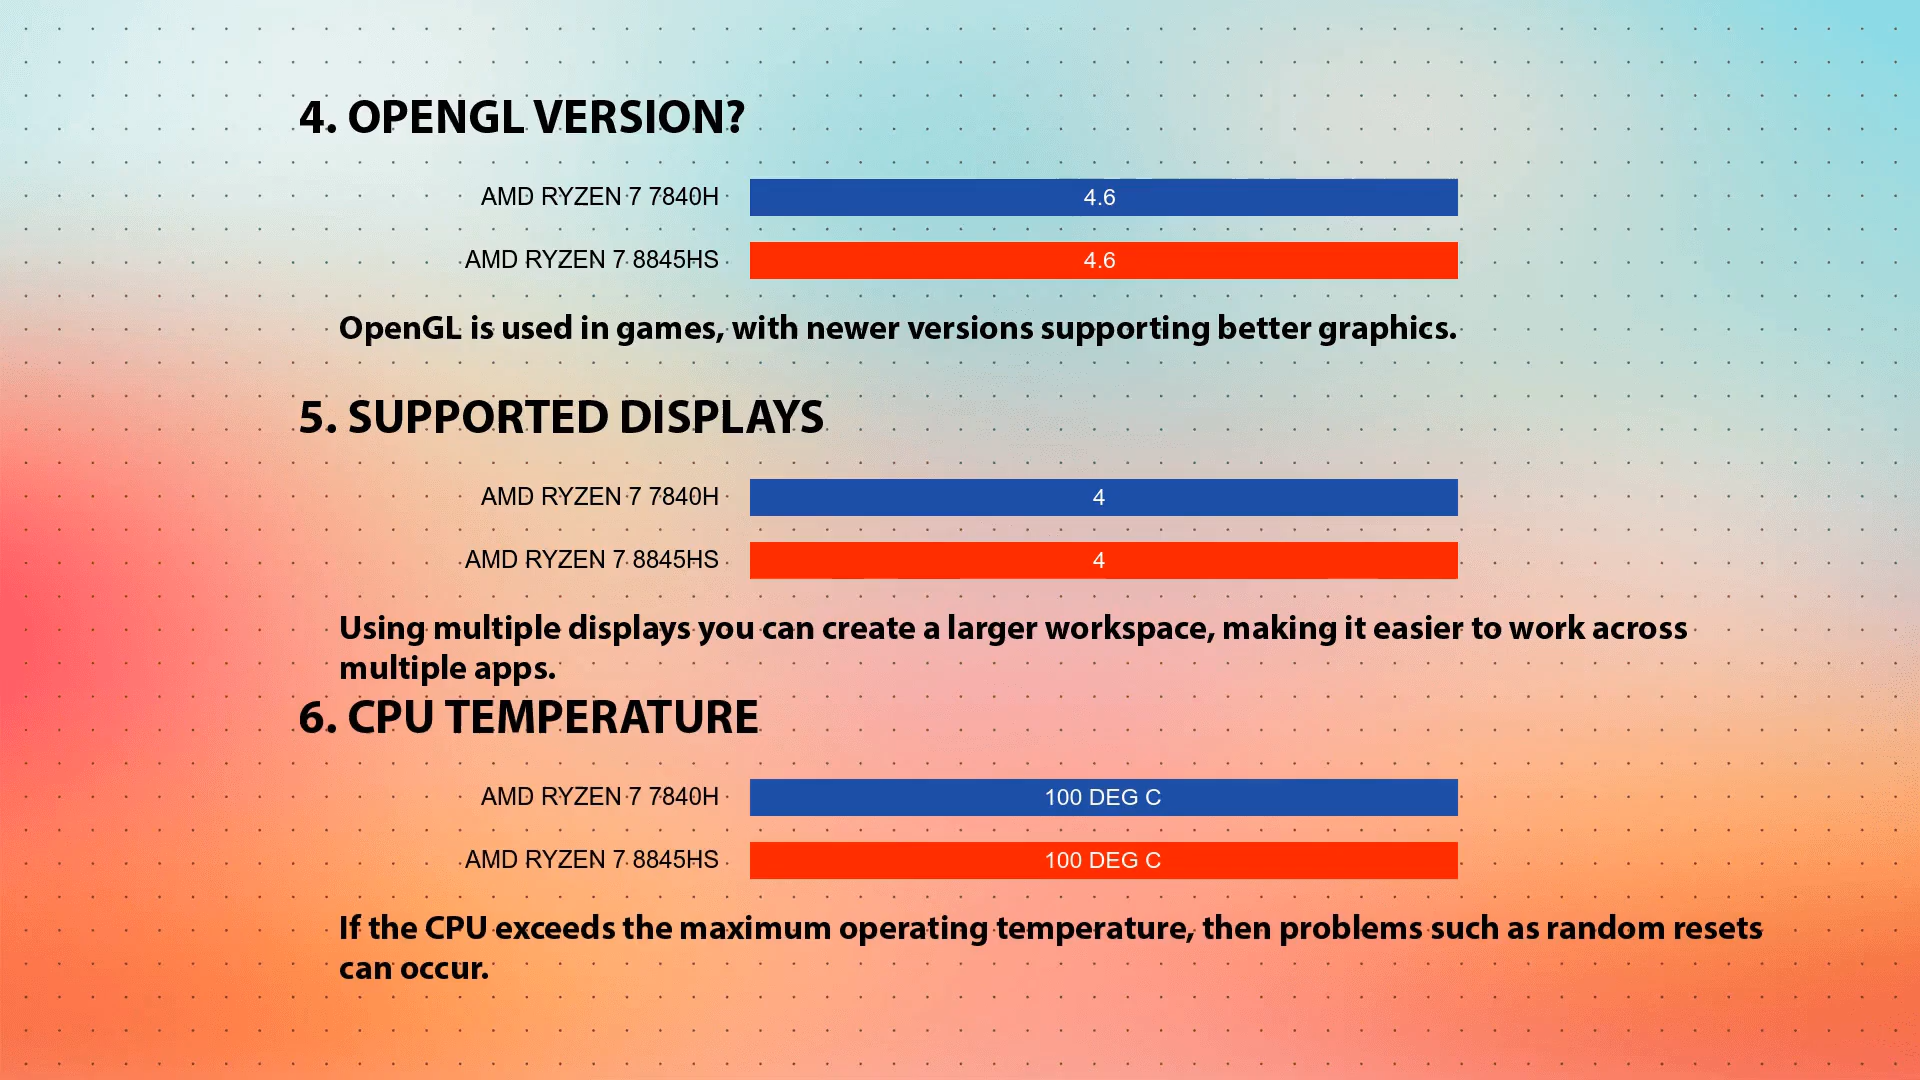 4. OPENGL VERSION?
AMD RYZEN 7 7840H
4.6
AMD RYZEN 7 8845HS
4.6
OpenGL is used in games, with newer versions supporting better graphics.
5. SUPPORTED DISPLAYS
AMD RYZEN 7 7840H
4
AMD RYZEN 7 8845HS
4
Using multiple displays you can create a larger workspace, making it easier to work across
multiple apps.
6. CPU TEMPERATURE
AMD RYZEN 7 7840H
100 DEG C
AMD RYZEN 7 8845HS
100 DEG C
If the CPU exceeds the maximum operating temperature, then problems such as random resets
can occur.